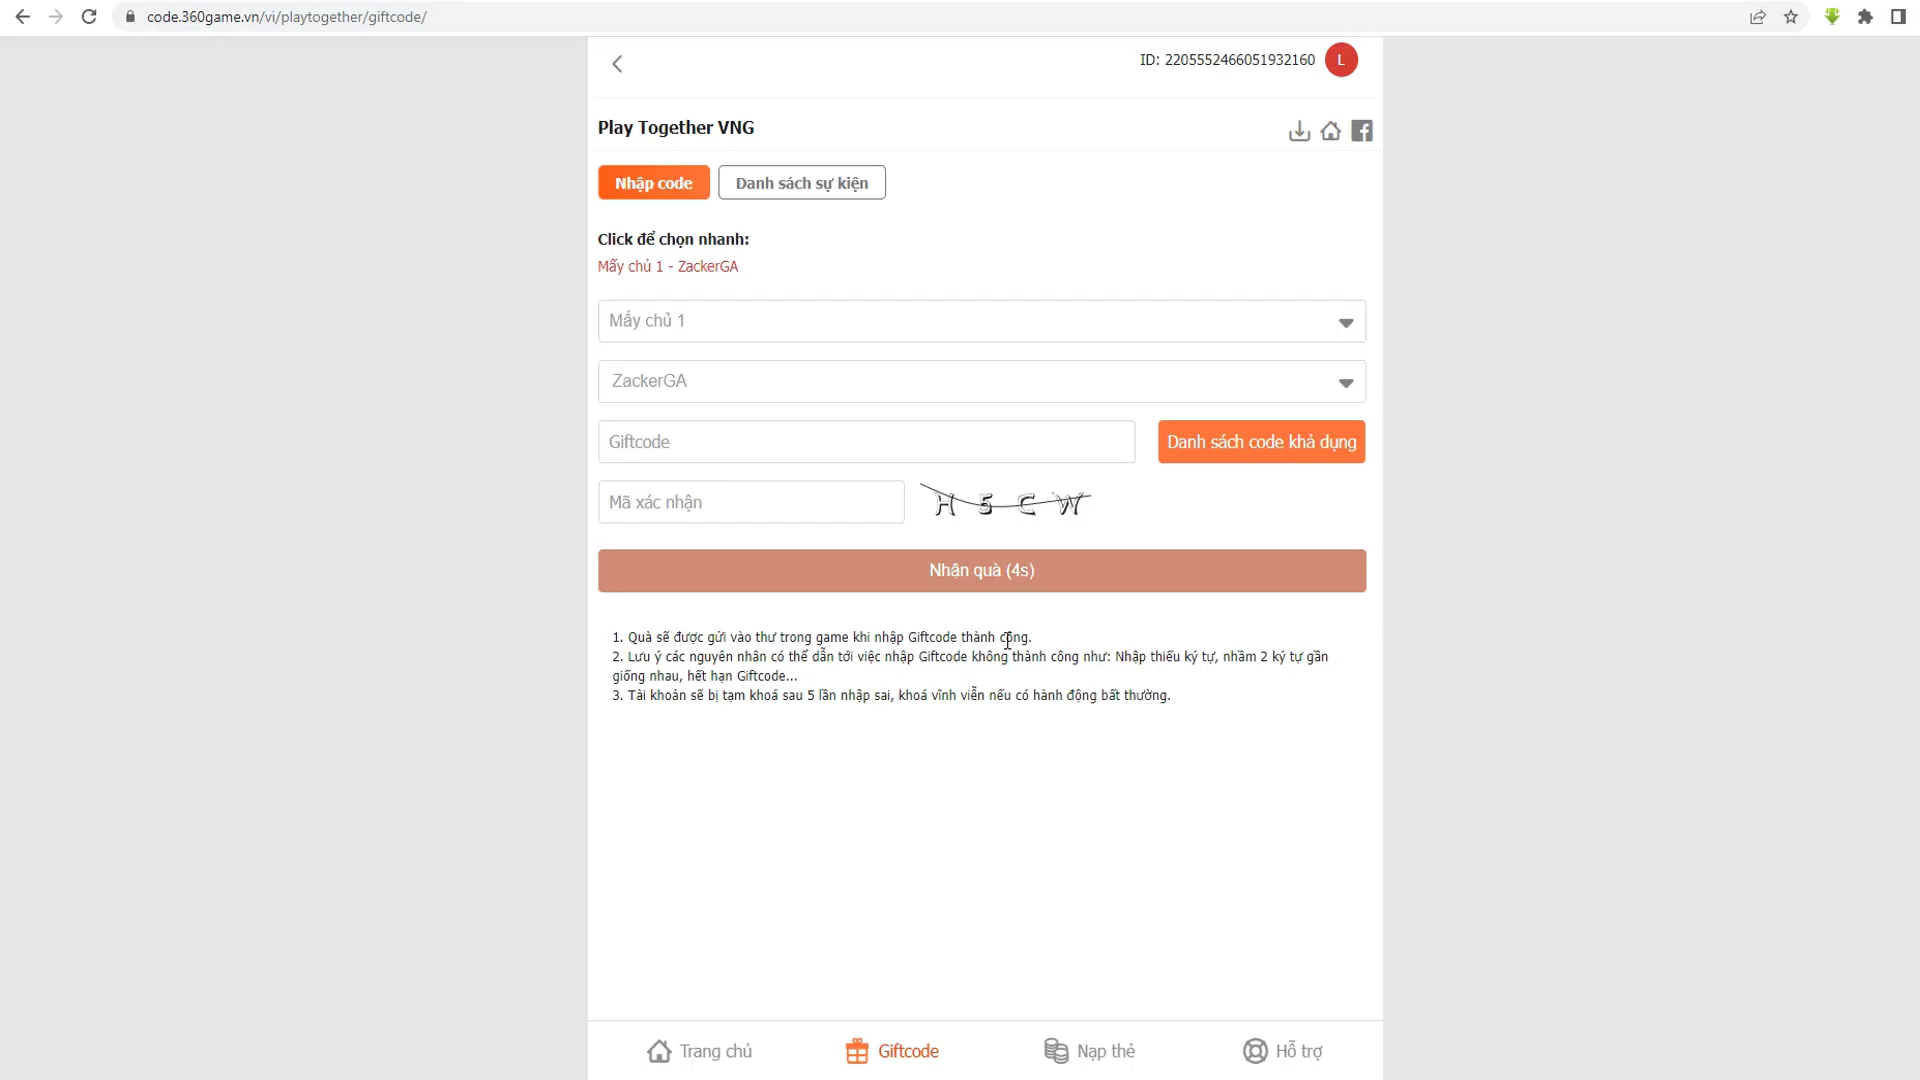 code.360game.vn/vi/playtogether/giftcode/
ID: 2205552466051932160
L
Play Together VNG
Nhập code
Danh sách sự kiện
Click để chọn nhanh:
Mấy chủ 1 - ZackerGA
Mấy chủ 1
ZackerGA
Giftcode
Danh sách code khả dụng
Mã xác nhận
H 5 C W
Nhận quà (4s)
1. Quà sẽ được gửi vào thư trong game khi nhập Giftcode thành công.
2. Lưu ý các nguyên nhân có thể dẫn tới việc nhập Giftcode không thành công như: Nhập thiếu ký tự, nhầm 2 ký tự gần
giống nhau, hết hạn Giftcode...
3. Tài khoản sẽ bị tạm khoá sau 5 lần nhập sai, khoá vĩnh viễn nếu có hành động bất thường.
Trang chủ
Giftcode
Nạp thẻ
Hỗ trợ